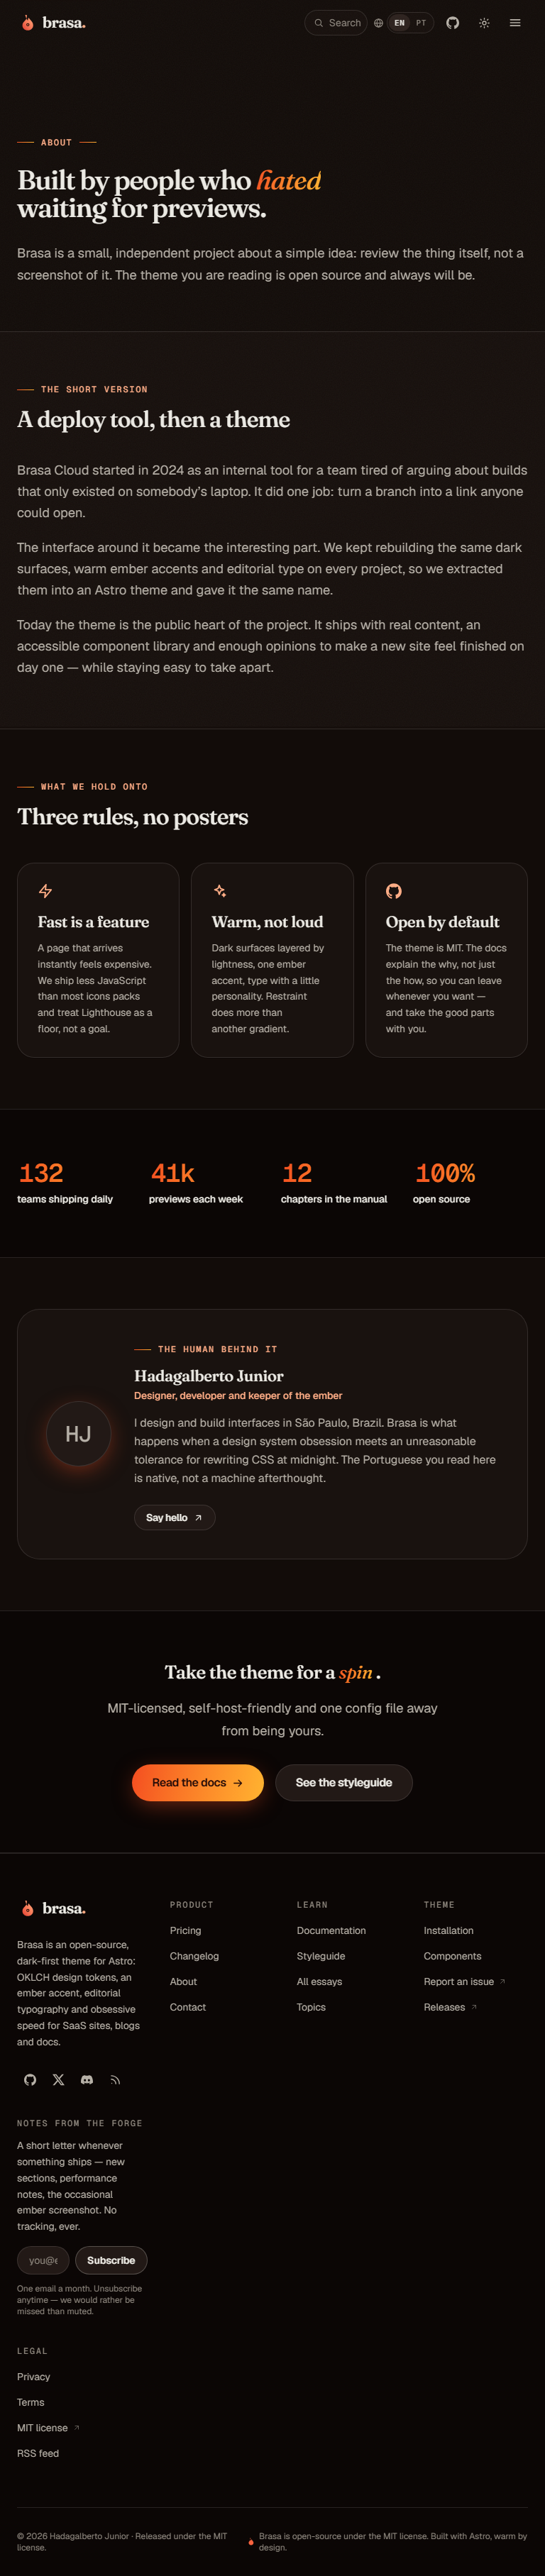 brasa.
Search
EN PT
ABOUT
Built by people who hated
waiting for previews.
Brasa is a small, independent project about a simple idea: review the thing itself, not a
screenshot of it. The theme you are reading is open source and always will be.
THE SHORT VERSION
A deploy tool, then a theme
Brasa Cloud started in 2024 as an internal tool for a team tired of arguing about builds
that only existed on somebody's laptop. It did one job: turn a branch into a link anyone
could open.
The interface around it became the interesting part. We kept rebuilding the same dark
surfaces, warm ember accents and editorial type on every project, so we extracted
them into an Astro theme and gave it the same name.
Today the theme is the public heart of the project. It ships with real content, an
accessible component library and enough opinions to make a new site feel finished on
day one — while staying easy to take apart.
WHAT WE HOLD ONTO
Three rules, no posters
Fast is a feature
A page that arrives
instantly feels expensive.
We ship less JavaScript
than most icons packs
and treat Lighthouse as a
floor, not a goal.
Warm, not loud
Dark surfaces layered by
lightness, one ember
accent, type with a little
personality. Restraint
does more than
another gradient.
Open by default
The theme is MIT. The docs
explain the why, not just
the how, so you can leave
whenever you want —
and take the good parts
with you.
132
teams shipping daily
41k
previews each week
12
chapters in the manual
100%
open source
THE HUMAN BEHIND IT
HJ
Hadagalberto Junior
Designer, developer and keeper of the ember
I design and build interfaces in São Paulo, Brazil. Brasa is what
happens when a design system obsession meets an unreasonable
tolerance for rewriting CSS at midnight. The Portuguese you read here
is native, not a machine afterthought.
Say hello
Take the theme for a spin .
MIT-licensed, self-host-friendly and one config file away
from being yours.
Read the docs
See the styleguide
brasa.
Brasa is an open-source,
dark-first theme for Astro:
OKLCH design tokens, an
ember accent, editorial
typography and obsessive
speed for SaaS sites, blogs
and docs.
PRODUCT
Pricing
Changelog
About
Contact
LEARN
Documentation
Styleguide
All essays
Topics
THEME
Installation
Components
Report an issue
Releases
NOTES FROM THE FORGE
A short letter whenever
something ships — new
sections, performance
notes, the occasional
ember screenshot. No
tracking, ever.
you@e
Subscribe
One email a month. Unsubscribe
anytime — we would rather be
missed than muted.
LEGAL
Privacy
Terms
MIT license
RSS feed
© 2026 Hadagalberto Junior · Released under the MIT
license.
Brasa is open-source under the MIT license. Built with Astro, warm by
design.